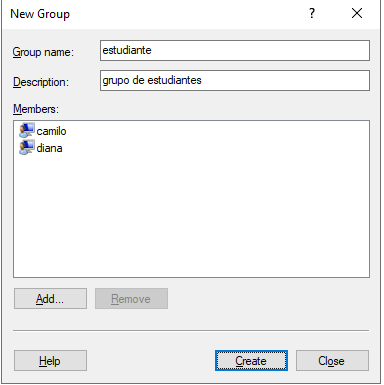 New Group
?
Group name: estudiante
Description: grupo de estudiantes
Members:
camilo
diana
Add... Remove
Help Create Close